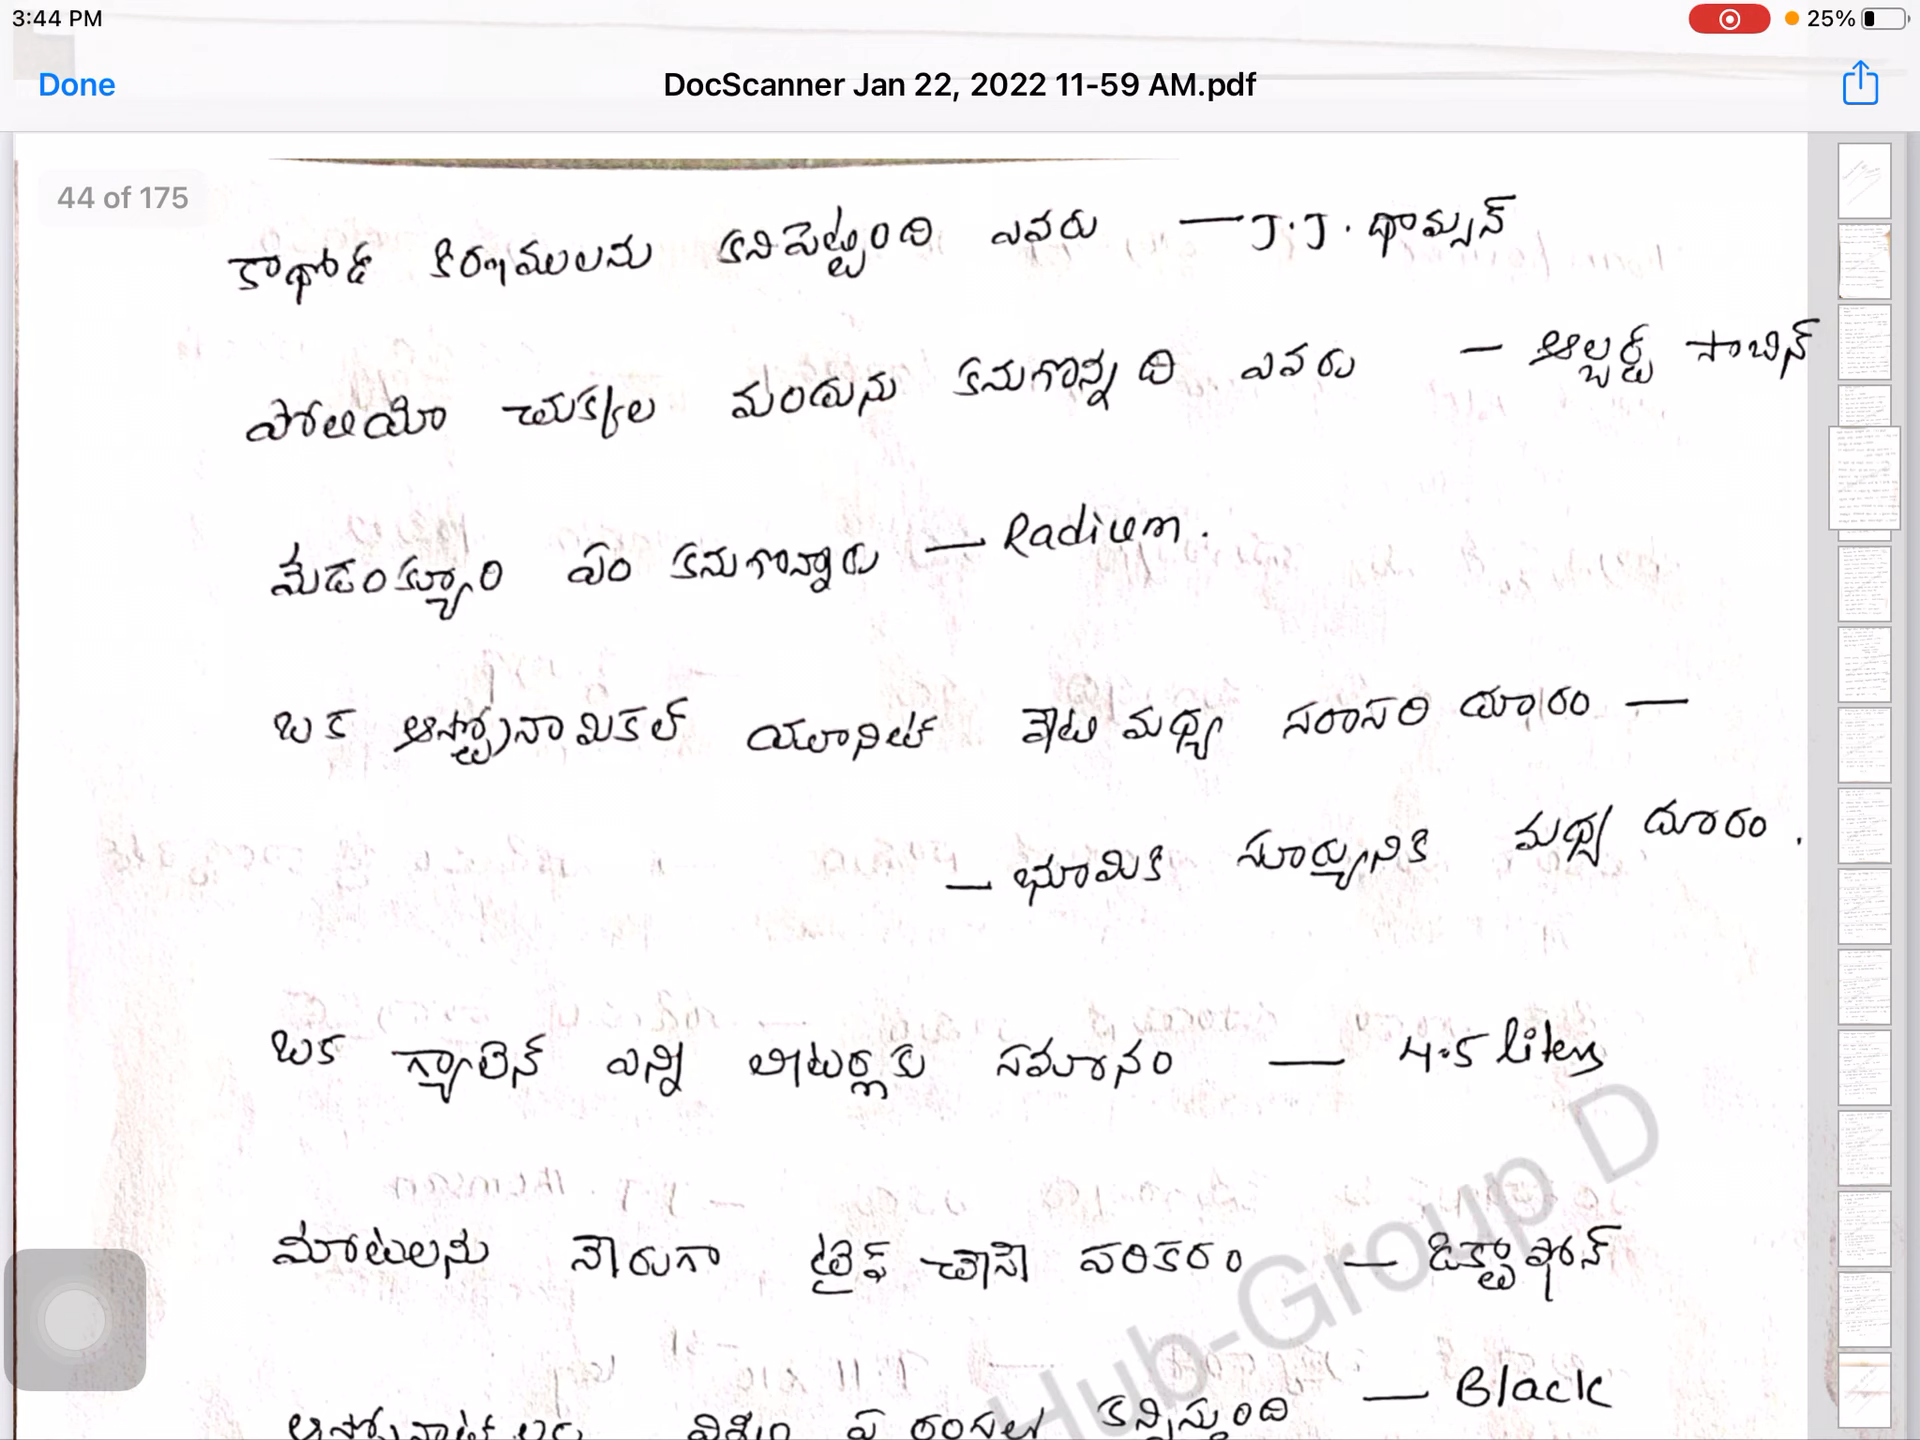 3:44 PM
25%
Done
DocScanner Jan 22, 2022 11-59 AM.pdf
44 of 175
కాథోడ్ కిరణములను కనిపెట్టింది ఎవరు — J.J. థామ్సన్
పోలియో చుక్కల మందును కనుగొన్నది ఎవరు — ఆల్బర్ట్ సాబిన్
మేడంక్యూరి ఏం కనుగొన్నారు — Radium.
ఒక ఆస్ట్రోనామికల్ యూనిట్ వేటి మధ్య సరాసరి దూరం —
— భూమికి సూర్యునికి మధ్య దూరం.
ఒక గ్యాలెన్ ఎన్ని లీటర్లకు సమానం — 4.5 liters
మాటలను నేరుగా టైప్ చేసే పరికరం — డిక్టాఫోన్
Hub-Group D
ఏ రంగులో కన్పిస్తుంది — Black